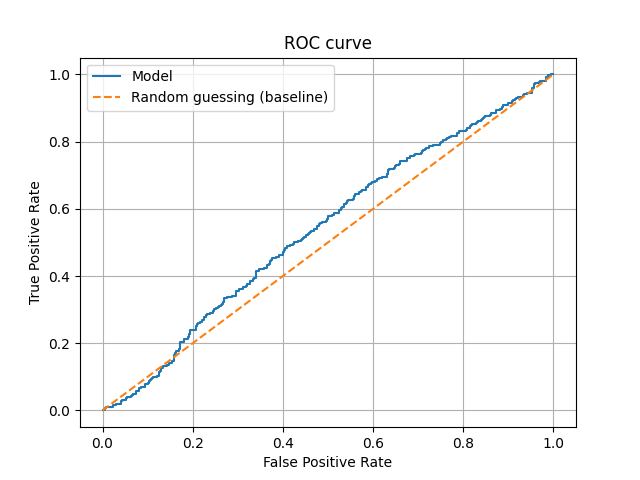 ROC curve
Model
Random guessing (baseline)
1.0
0.8
0.6
0.4
0.2
0.0
True Positive Rate
0.0 0.2 0.4 0.6 0.8 1.0
False Positive Rate